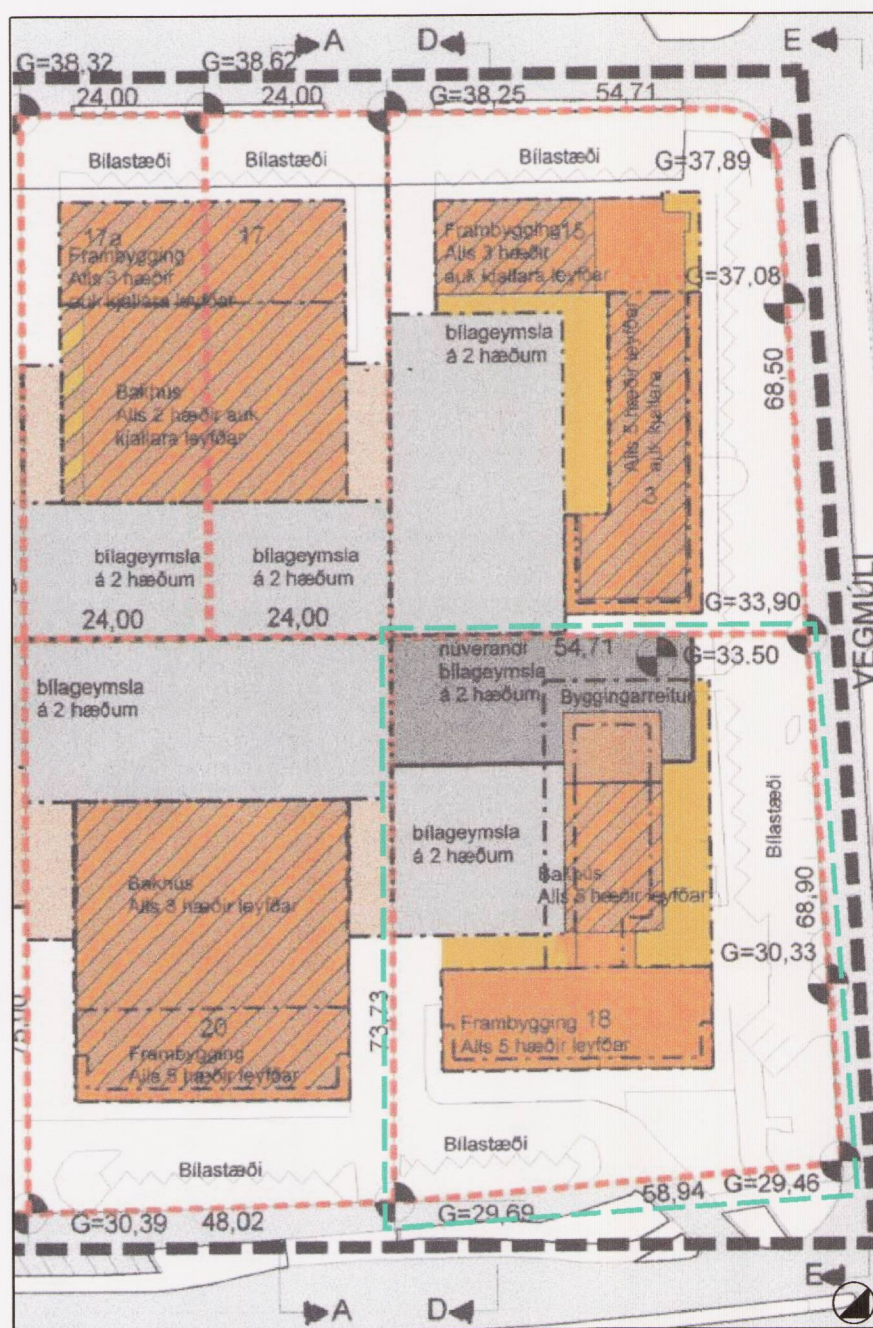 A D E
G=38,32 G=38,62
24,00 24,00 G=38,25 54,71
Bílastæði Bílastæði Bílastæði
G=37,89
17a 17
Frambygging
Alls 3 hæðir
auk kjallara leyfðar
Frambygging 15
Alls 3 hæðir
auk kjallara leyfðar
G=37,08
bílageymsla
á 2 hæðum
Alls 5 hæðir leyfðar
auk kjallara
3
68,50
Bakhús
Alls 2 hæðir auk
kjallara leyfðar
bílageymsla
á 2 hæðum
bílageymsla
á 2 hæðum
24,00 24,00
G=33,90
VEGMÚLI
núverandi
bílageymsla
á 2 hæðum
54,71
G=33.50
Byggingarreitur
bílageymsla
á 2 hæðum
bílageymsla
á 2 hæðum
Bílastæði
Bakhús
Alls 3 hæðir leyfðar
Bakhús
Alls 5 hæðir leyfðar
68,90
G=30,33
75,00
73,73
20
Frambygging
Alls 5 hæðir leyfðar
Frambygging 18
Alls 5 hæðir leyfðar
Bílastæði
Bílastæði
G=30,39 48,02
G=29,69 58,94 G=29,46
A D E